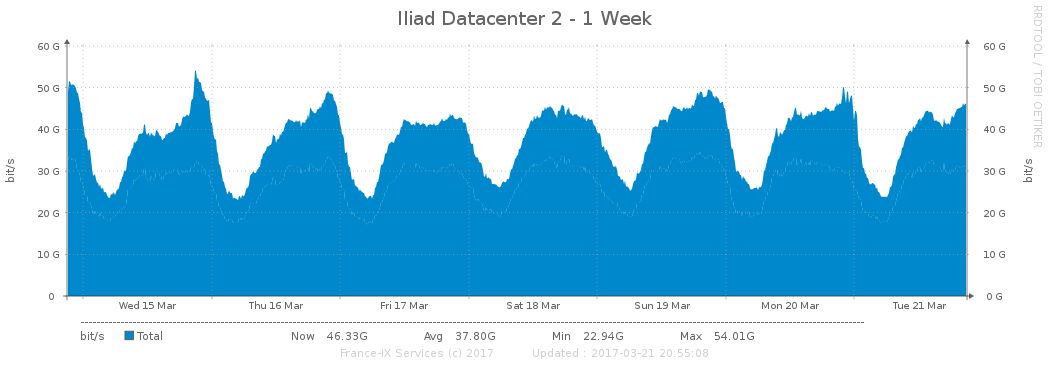 Iliad Datacenter 2 - 1 Week
RRDTOOL / TOBI OETIKER
60 G 60 G
50 G 50 G
40 G 40 G
30 G 30 G
20 G 20 G
10 G 10 G
0 0 G
bit/s bit/s
Wed 15 Mar Thu 16 Mar Fri 17 Mar Sat 18 Mar Sun 19 Mar Mon 20 Mar Tue 21 Mar
bit/s Total Now 46.33G Avg 37.80G Min 22.94G Max 54.01G
France-IX Services (c) 2017 Updated : 2017-03-21 20:55:08